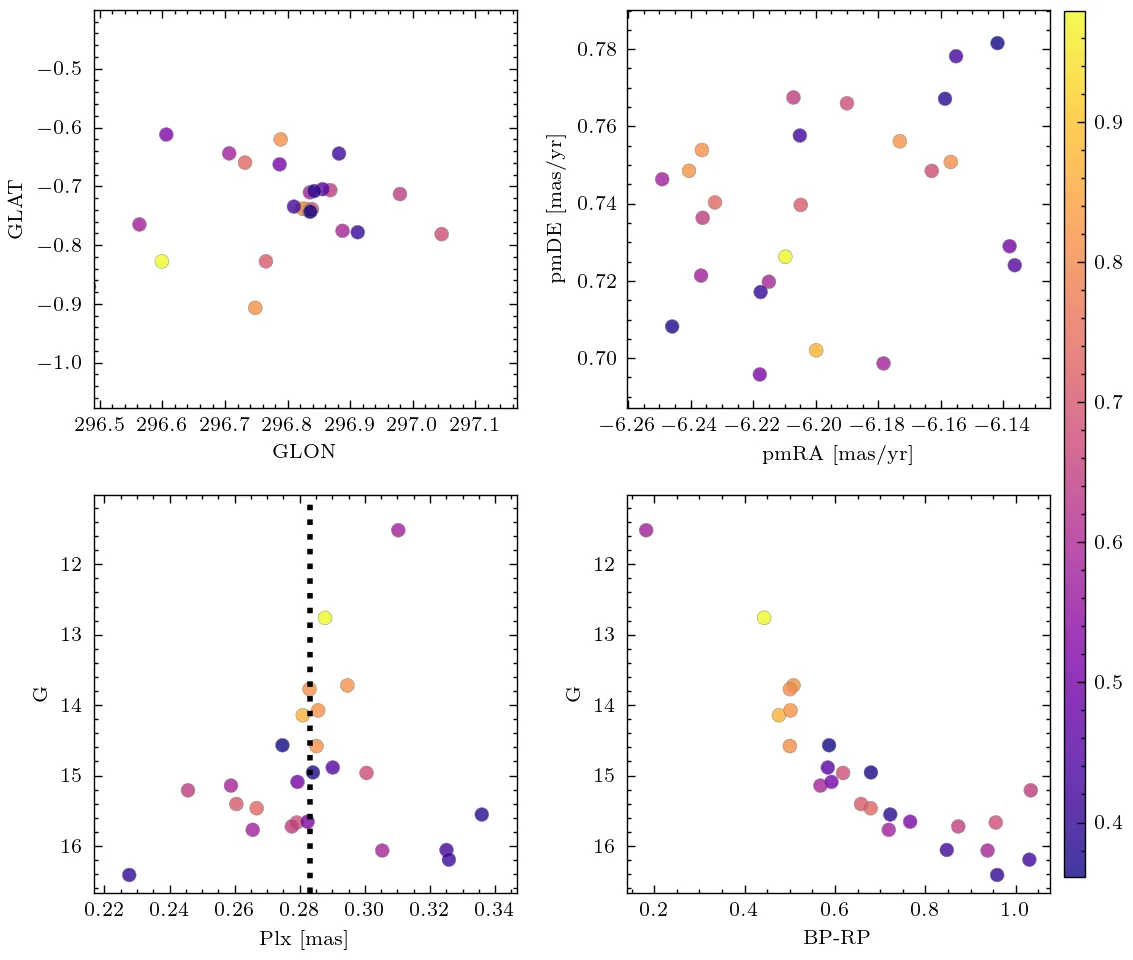 −0.5
−0.6
−0.7
−0.8
−0.9
−1.0
GLAT
296.5 296.6 296.7 296.8 296.9 297.0 297.1
GLON
0.78
0.76
0.74
0.72
0.70
pmDE [mas/yr]
−6.26 −6.24 −6.22 −6.20 −6.18 −6.16 −6.14
pmRA [mas/yr]
0.9
0.8
0.7
0.6
0.5
0.4
12
13
14
15
16
G
0.22 0.24 0.26 0.28 0.30 0.32 0.34
Plx [mas]
12
13
14
15
16
G
0.2 0.4 0.6 0.8 1.0
BP-RP